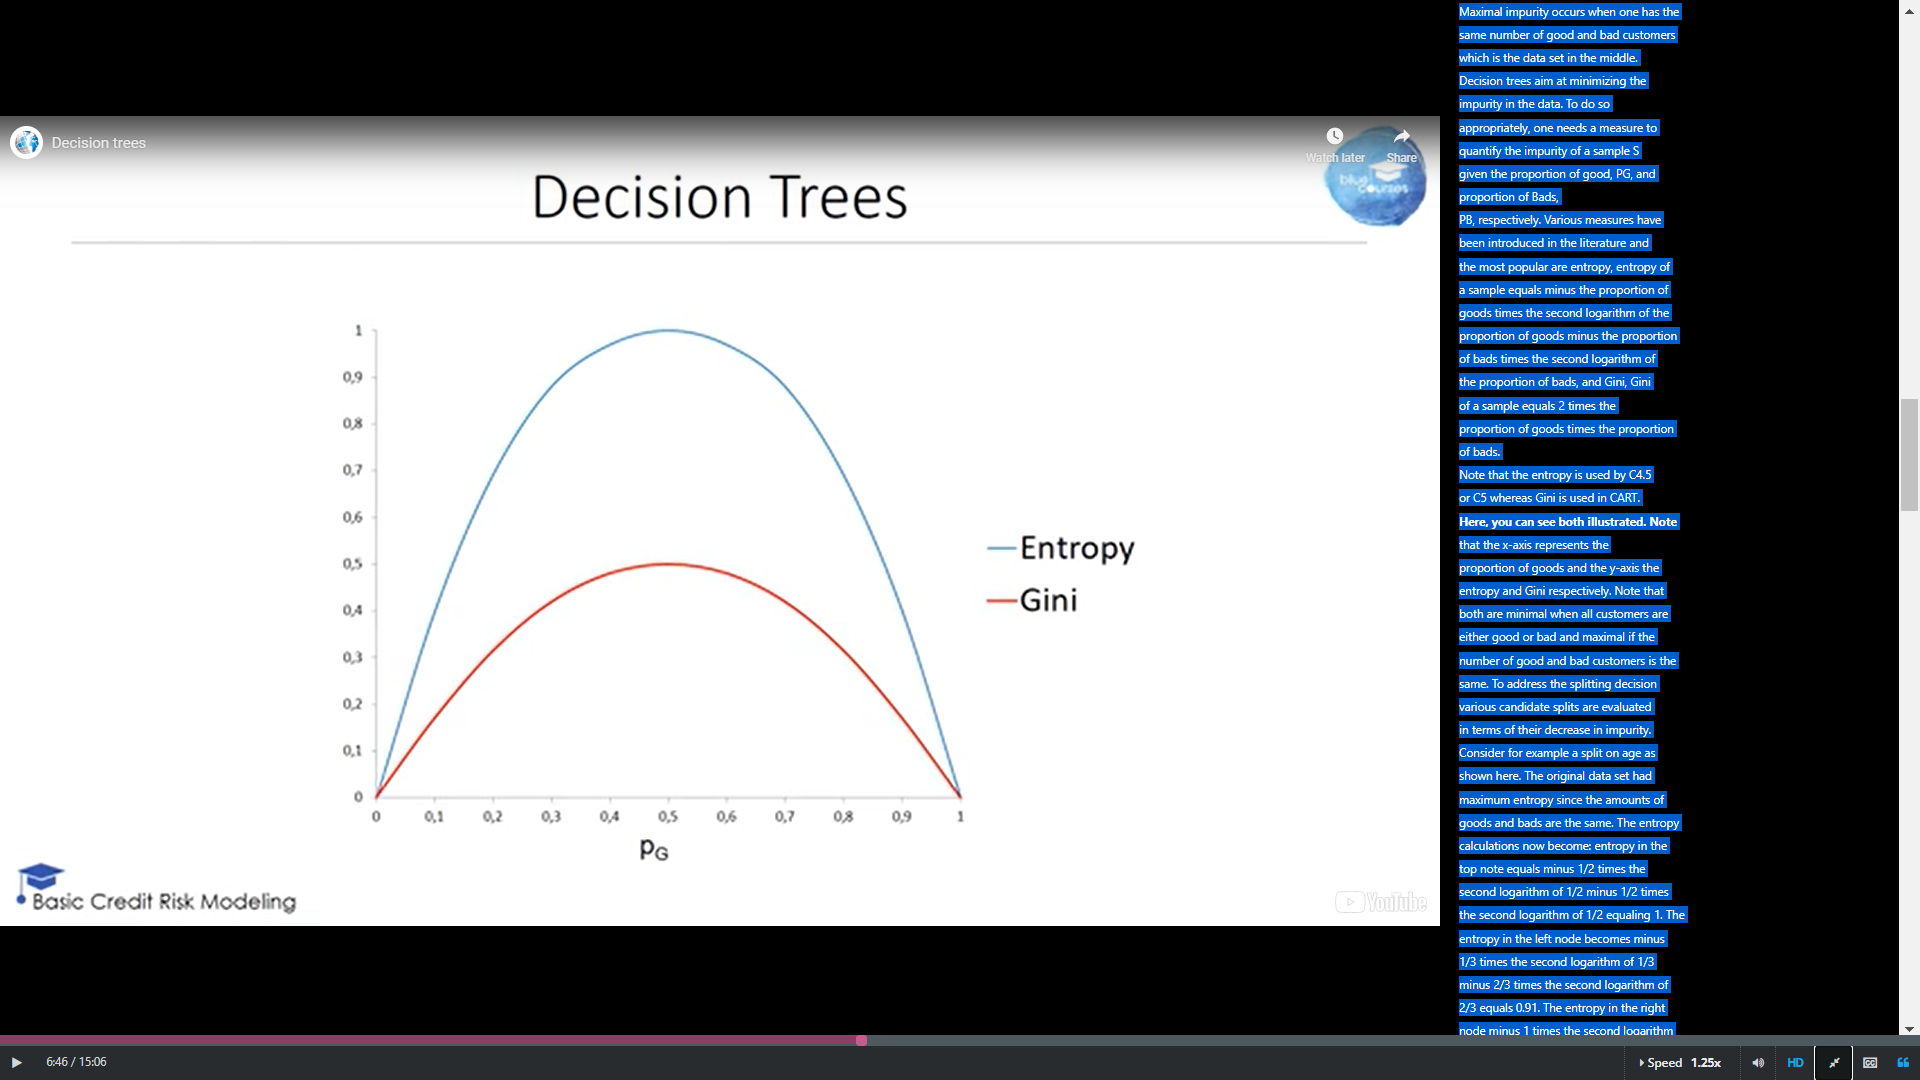 Decision trees
Watch later
Share
blue
courses
Decision Trees
1
0,9
0,8
0,7
0,6
0,5
0,4
0,3
0,2
0,1
0
0 0,1 0,2 0,3 0,4 0,5 0,6 0,7 0,8 0,9 1
pG
Entropy
Gini
Basic Credit Risk Modeling
YouTube
Maximal impurity occurs when one has the
same number of good and bad customers
which is the data set in the middle.
Decision trees aim at minimizing the
impurity in the data. To do so
appropriately, one needs a measure to
quantify the impurity of a sample S
given the proportion of good, PG, and
proportion of Bads,
PB, respectively. Various measures have
been introduced in the literature and
the most popular are entropy, entropy of
a sample equals minus the proportion of
goods times the second logarithm of the
proportion of goods minus the proportion
of bads times the second logarithm of
the proportion of bads, and Gini, Gini
of a sample equals 2 times the
proportion of goods times the proportion
of bads.
Note that the entropy is used by C4.5
or C5 whereas Gini is used in CART.
Here, you can see both illustrated. Note
that the x-axis represents the
proportion of goods and the y-axis the
entropy and Gini respectively. Note that
both are minimal when all customers are
either good or bad and maximal if the
number of good and bad customers is the
same. To address the splitting decision
various candidate splits are evaluated
in terms of their decrease in impurity.
Consider for example a split on age as
shown here. The original data set had
maximum entropy since the amounts of
goods and bads are the same. The entropy
calculations now become: entropy in the
top note equals minus 1/2 times the
second logarithm of 1/2 minus 1/2 times
the second logarithm of 1/2 equaling 1. The
entropy in the left node becomes minus
1/3 times the second logarithm of 1/3
minus 2/3 times the second logarithm of
2/3 equals 0.91. The entropy in the right
node minus 1 times the second logarithm
6:46 / 15:06
Speed 1.25x
HD
CC